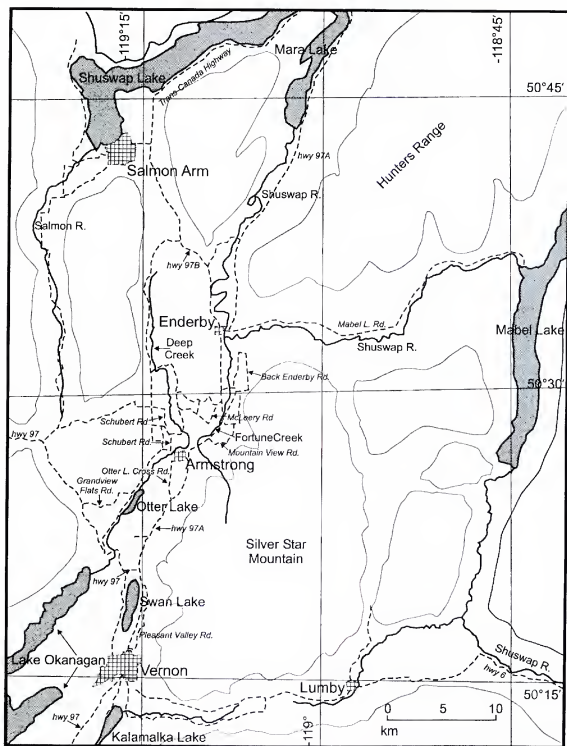 119°15'
-118°45'
Mara Lake
Shuswap Lake
Trans-Canada Highway
50°45'
hwy 97A
Hunters Range
Salmon Arm
Shuswap R.
Salmon R.
hwy 97B
Enderby
Mabel L. Rd.
Mabel Lake
Deep
Creek
Shuswap R.
Back Enderby Rd.
50°30'
Schubert Rd
McLeery Rd
FortuneCreek
hwy 97
Schubert Rd.
Mountain View Rd.
Armstrong
Otter L. Cross Rd.
Grandview
Flats Rd.
Otter Lake
hwy 97A
Silver Star
Mountain
hwy 97
Swan Lake
Pleasant Valley Rd.
Lake Okanagan
Vernon
Shuswap R.
hwy 6
Lumby
50°15'
hwy 97
-119°
0 5 10
km
Kalamalka Lake